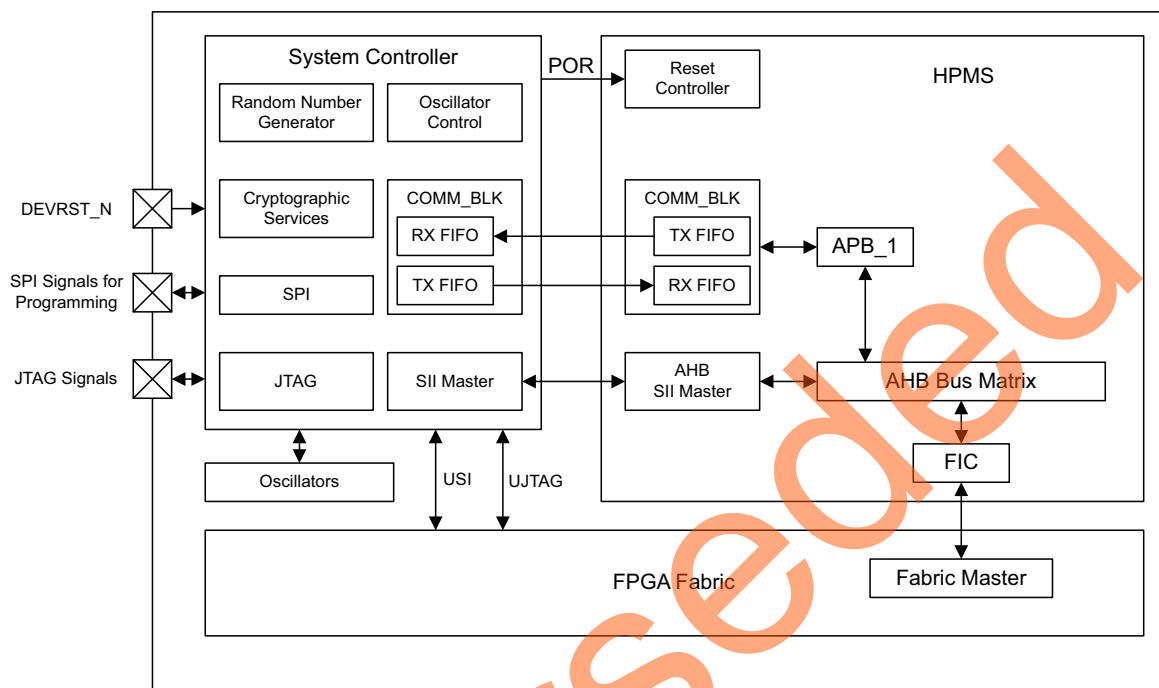 System Controller
POR
Reset
Controller
HPMS
Random Number
Generator
Oscillator
Control
DEVRST_N
Cryptographic
Services
COMM_BLK
RX FIFO
TX FIFO
COMM_BLK
TX FIFO
RX FIFO
APB_1
SPI Signals for
Programming
SPI
JTAG Signals
JTAG
SII Master
AHB
SII Master
AHB Bus Matrix
Oscillators
USI
UJTAG
FIC
FPGA Fabric
Fabric Master
rseded